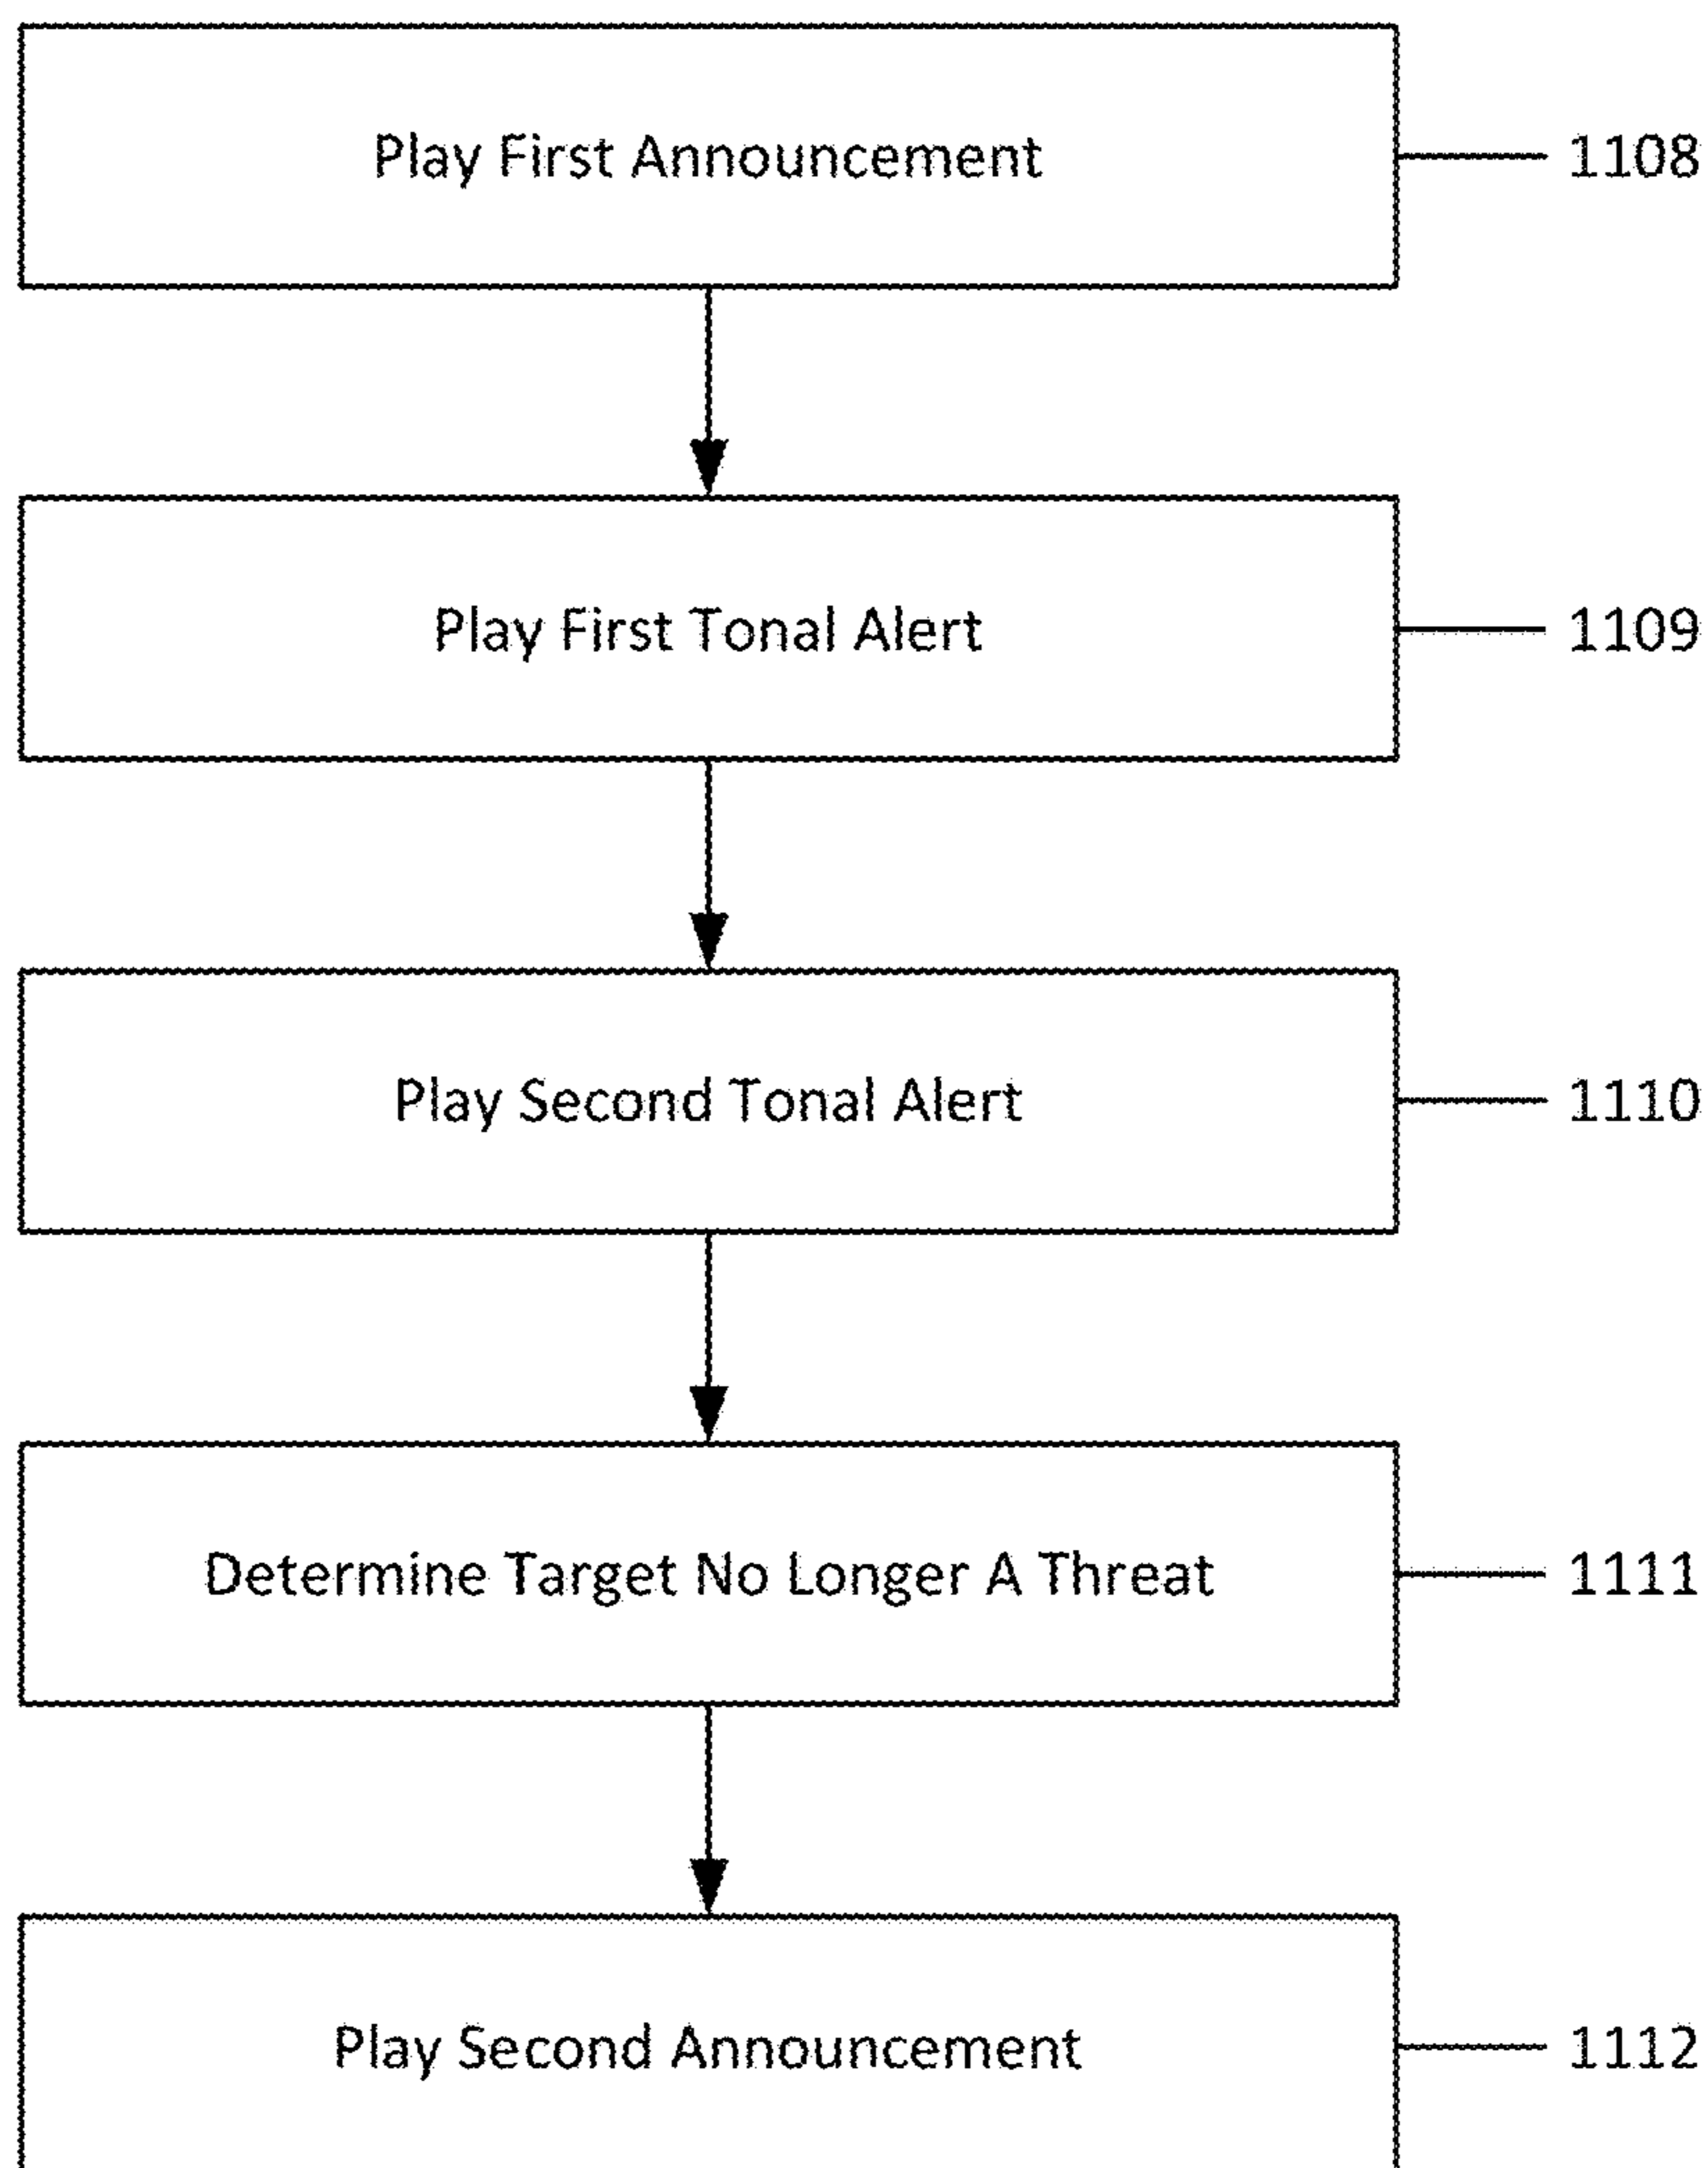 Play First Announcement
1108
Play First Tonal Alert
1109
Play Second Tonal Alert
1110
Determine Target No Longer A Threat
1111
Play Second Announcement
1112